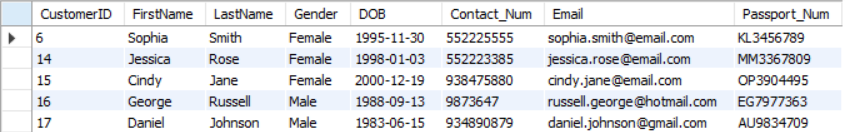 CustomerID FirstName LastName Gender DOB Contact_Num Email Passport_Num
6 Sophia Smith Female 1995-11-30 552225555 sophia.smith@email.com KL3456789
14 Jessica Rose Female 1998-01-03 552223385 jessica.rose@email.com MM3367809
15 Cindy Jane Female 2000-12-19 938475880 cindy.jane@email.com OP3904495
16 George Russell Male 1988-09-13 9873647 russell.george@hotmail.com EG7977363
17 Daniel Johnson Male 1983-06-15 934890879 daniel.johnson@gmail.com AU9834709